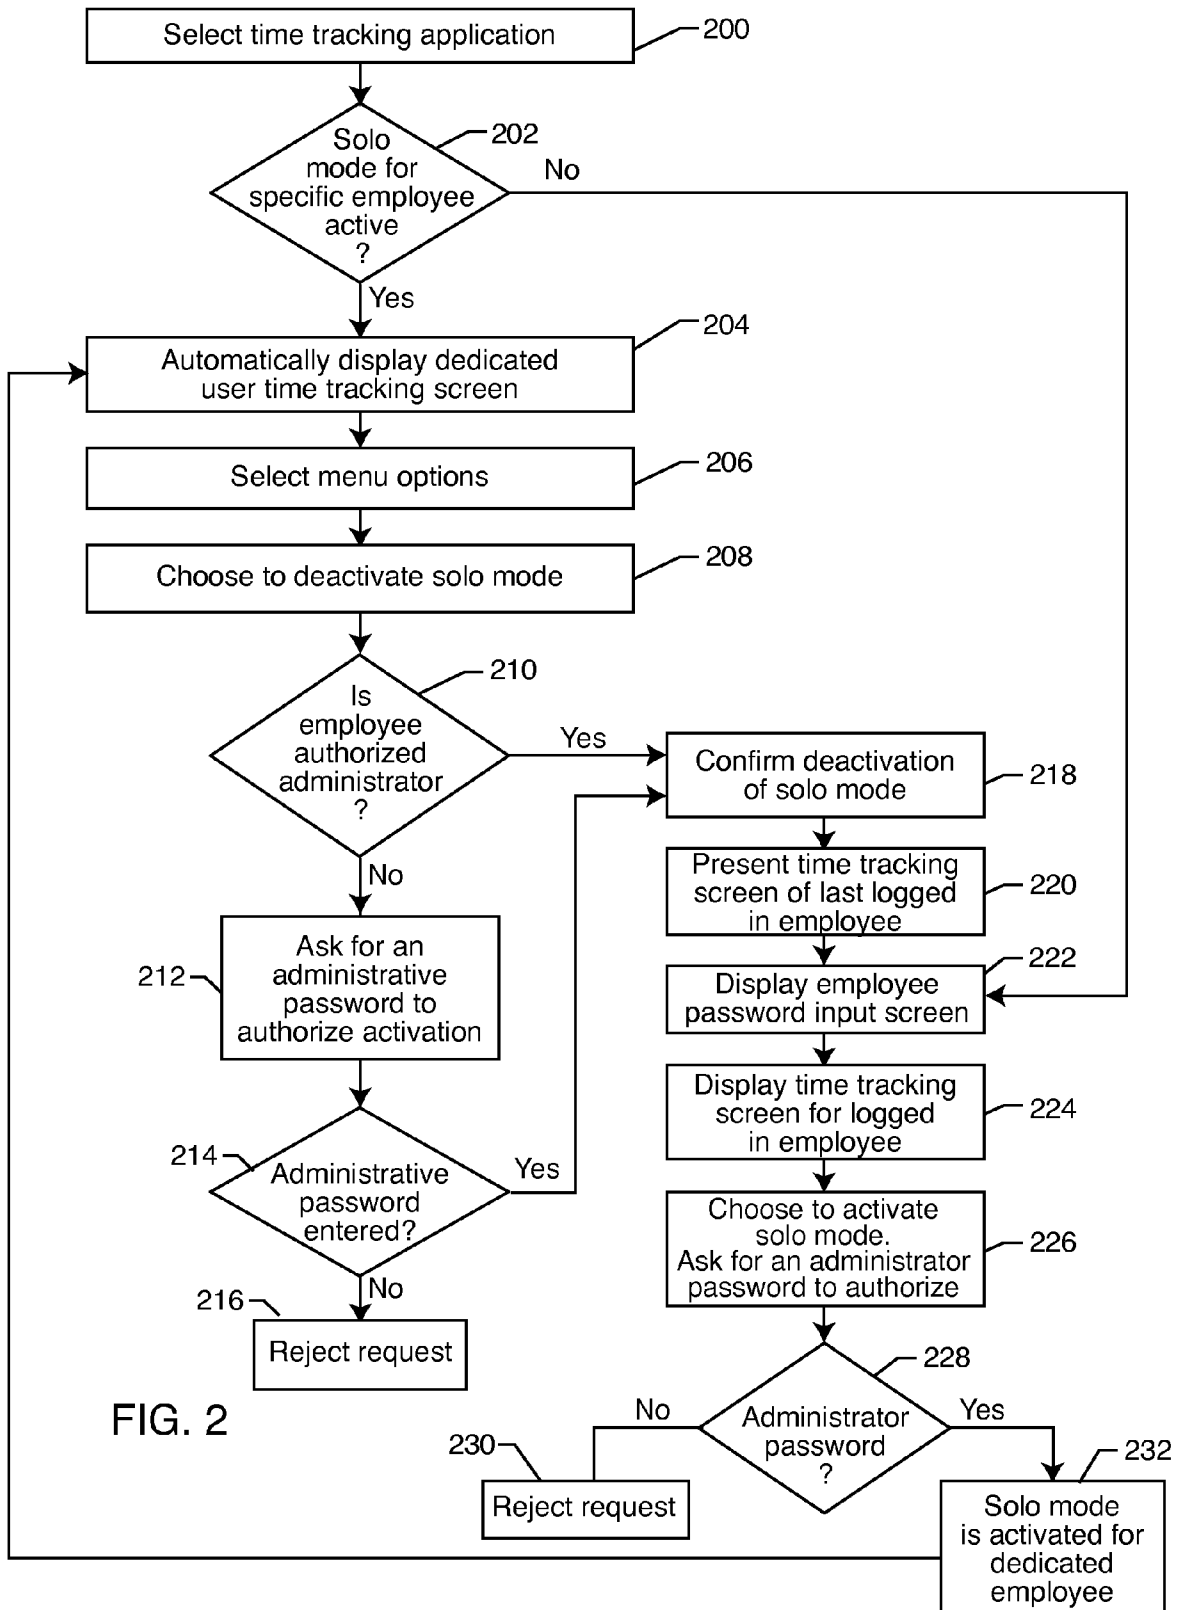 Select time tracking application
200
Solo
mode for
specific employee
active
?
202
No
Yes
Automatically display dedicated
user time tracking screen
204
Select menu options
206
Choose to deactivate solo mode
208
Is
employee
authorized
administrator
?
210
Yes
No
Confirm deactivation
of solo mode
218
Present time tracking
screen of last logged
in employee
220
Ask for an
administrative
password to
authorize activation
212
Display employee
password input screen
222
Display time tracking
screen for logged
in employee
224
Administrative
password
entered?
214
Yes
No
Choose to activate
solo mode.
Ask for an administrator
password to authorize
226
216
Reject request
Administrator
password
?
228
No
Yes
230
Reject request
232
Solo mode
is activated for
dedicated
employee
FIG. 2